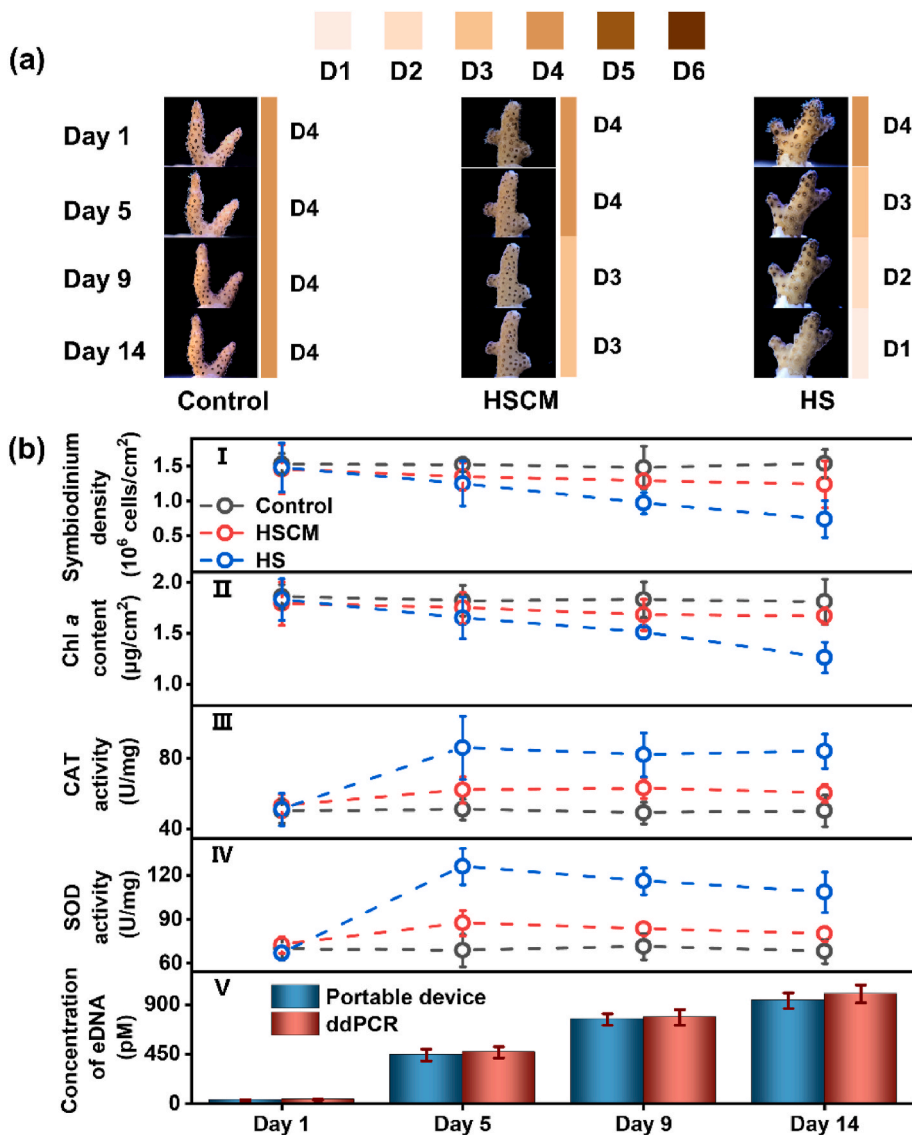 (a)
D1 D2 D3 D4 D5 D6
Day 1 D4 D4 D4
Day 5 D4 D4 D3
Day 9 D4 D3 D2
Day 14 D4 D3 D1
Control HSCM HS
(b)
I
Symbiodinium
density
(10⁶ cells/cm²)
1.5
1.0
0.5
Control
HSCM
HS
II
Chl a
content
(μg/cm²)
2.0
1.5
1.0
III
CAT
activity
(U/mg)
80
40
IV
SOD
activity
(U/mg)
120
90
60
V
Concentration
of eDNA
(pM)
900
450
0
Portable device
ddPCR
Day 1 Day 5 Day 9 Day 14